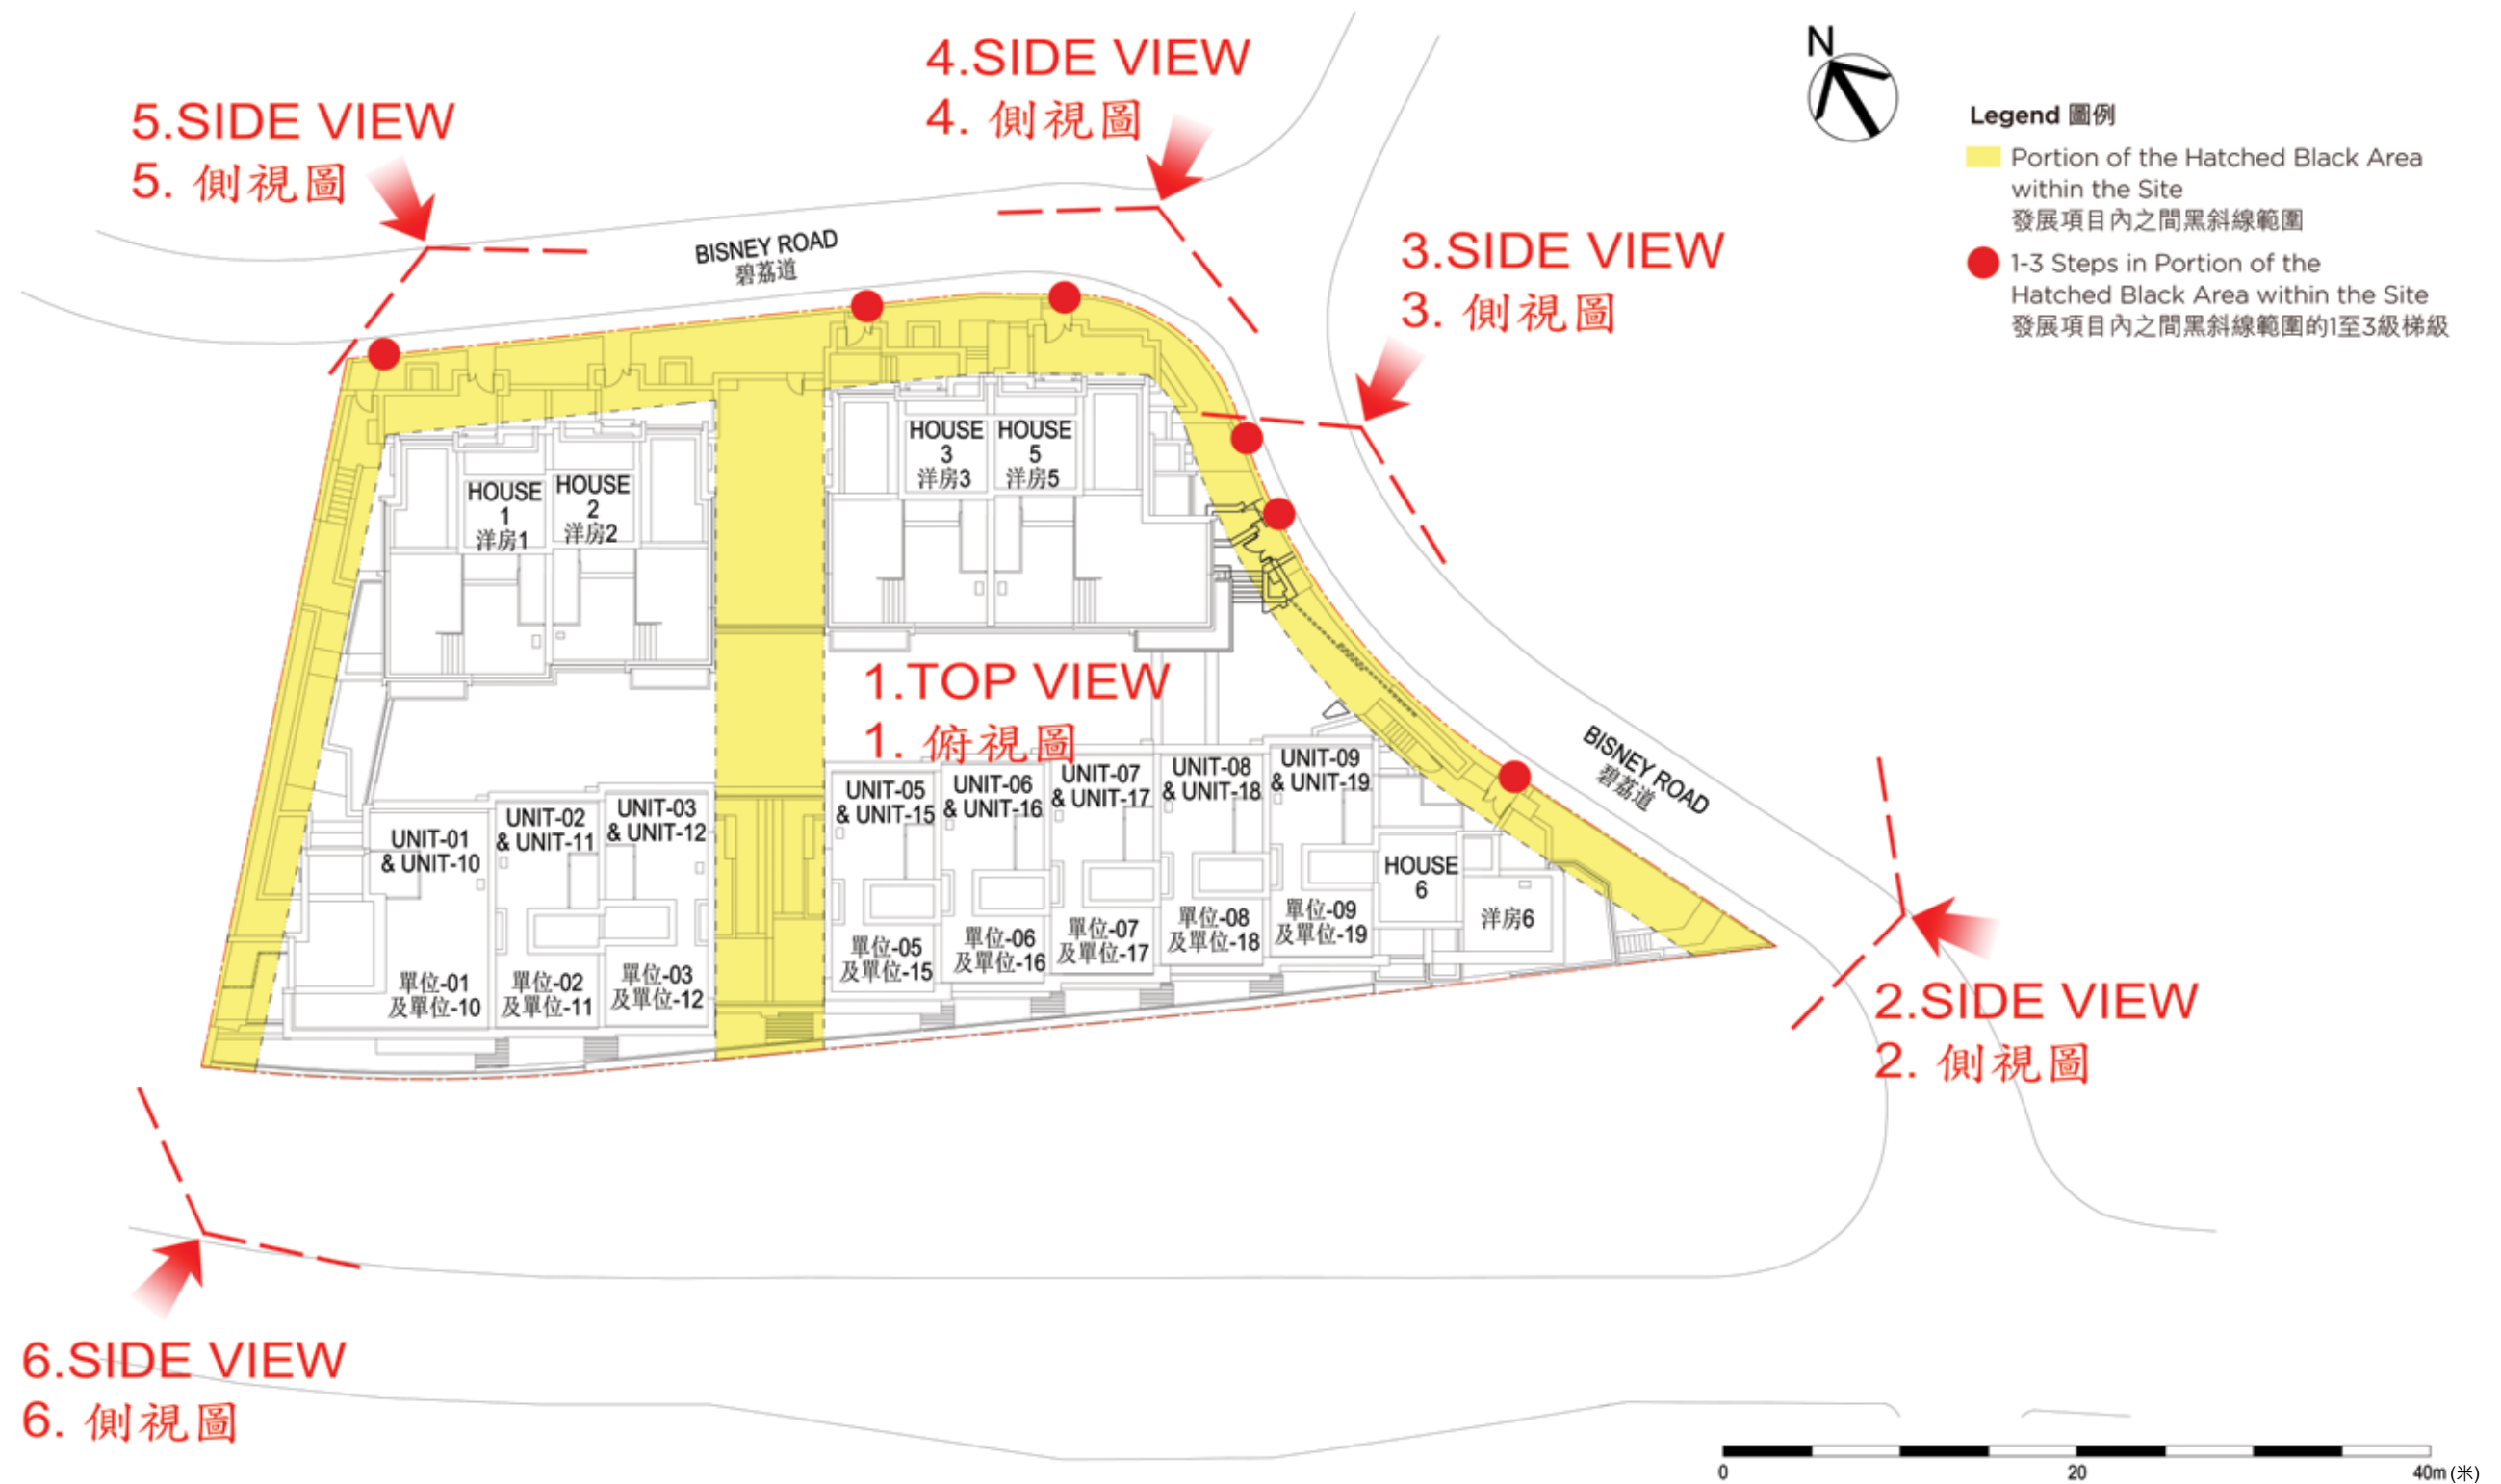 4.SIDE VIEW
4. 側視圖
N
5.SIDE VIEW
5. 側視圖
Legend 圖例
Portion of the Hatched Black Area
within the Site
發展項目內之間黑斜線範圍
1-3 Steps in Portion of the
Hatched Black Area within the Site
發展項目內之間黑斜線範圍的1至3級梯級
3.SIDE VIEW
3. 側視圖
BISNEY ROAD
碧荔道
HOUSE
1
洋房1
HOUSE
2
洋房2
HOUSE
3
洋房3
HOUSE
5
洋房5
1.TOP VIEW
1. 俯視圖
BISNEY ROAD
碧荔道
UNIT-01
& UNIT-10
單位-01
及單位-10
UNIT-02
& UNIT-11
單位-02
及單位-11
UNIT-03
& UNIT-12
單位-03
及單位-12
UNIT-05
& UNIT-15
單位-05
及單位-15
UNIT-06
& UNIT-16
單位-06
及單位-16
UNIT-07
& UNIT-17
單位-07
及單位-17
UNIT-08
& UNIT-18
單位-08
及單位-18
UNIT-09
& UNIT-19
單位-09
及單位-19
HOUSE
6
洋房6
2.SIDE VIEW
2. 側視圖
6.SIDE VIEW
6. 側視圖
0
20
40m (米)